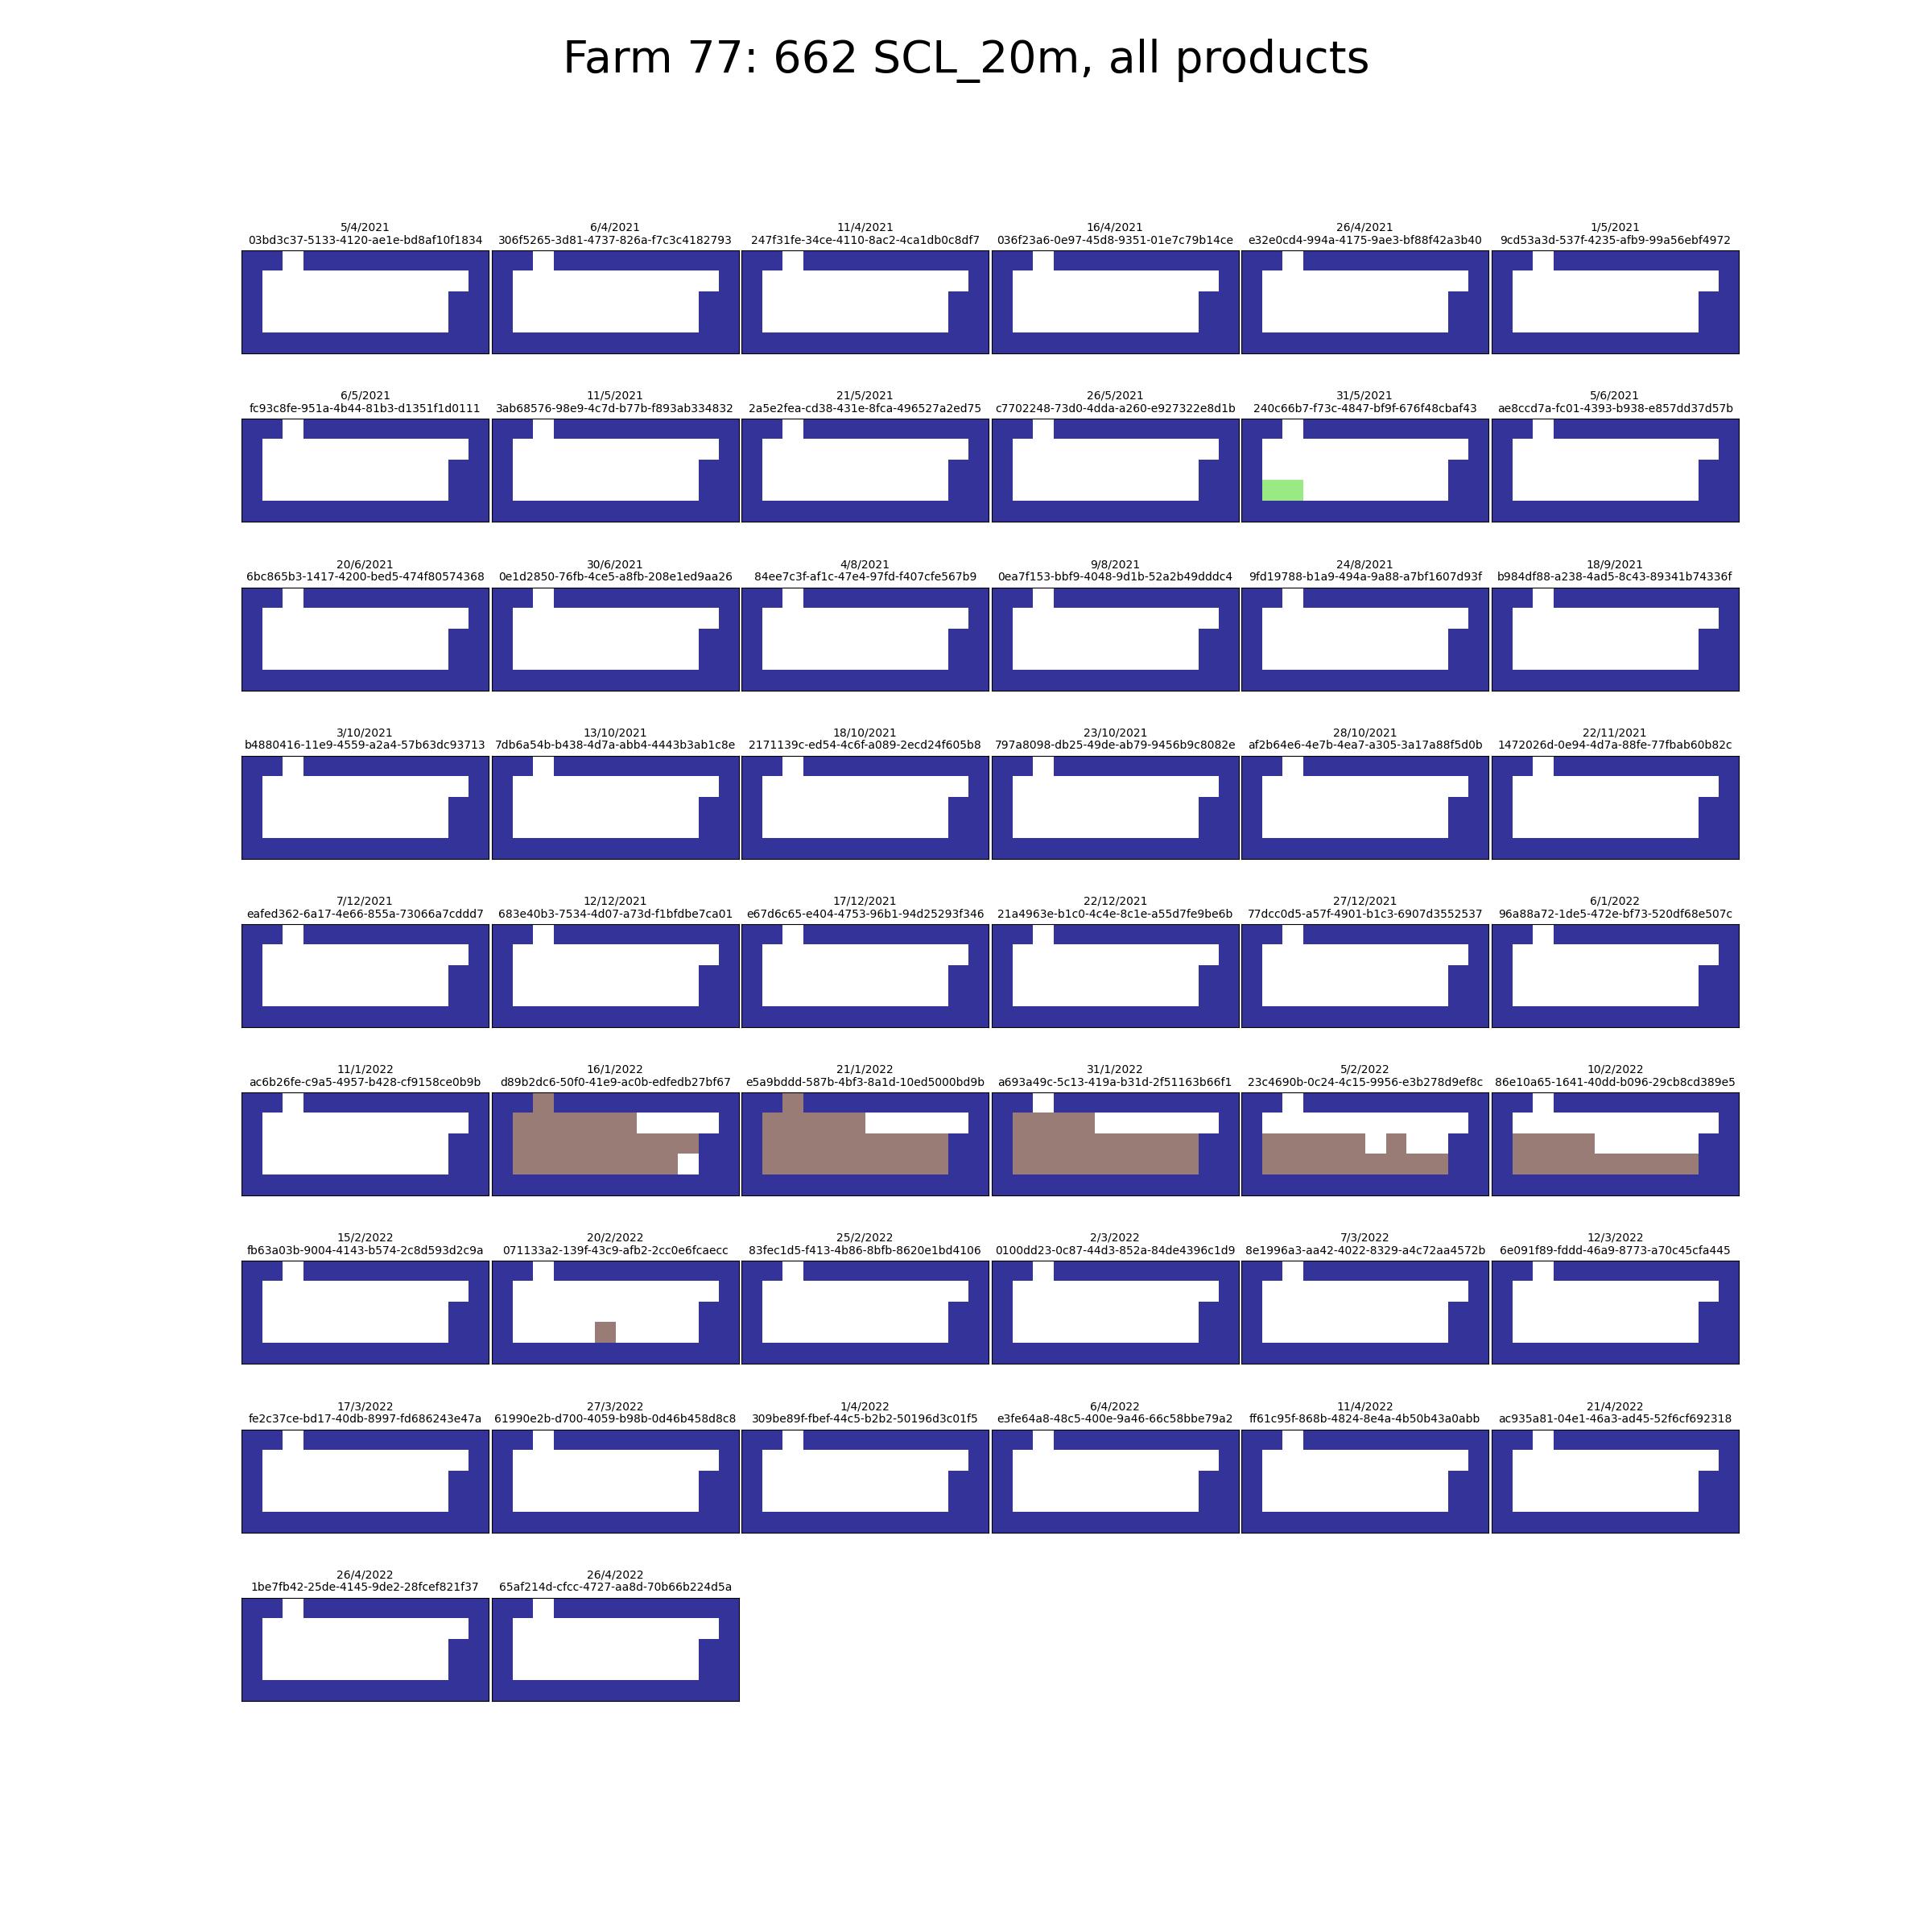 Farm 77: 662 SCL_20m, all products
5/4/2021
03bd3c37-5133-4120-ae1e-bd8af10f1834
6/4/2021
306f5265-3d81-4737-826a-f7c3c4182793
11/4/2021
247f31fe-34ce-4110-8ac2-4ca1db0c8df7
16/4/2021
036f23a6-0e97-45d8-9351-01e7c79b14ce
26/4/2021
e32e0cd4-994a-4175-9ae3-bf88f42a3b40
1/5/2021
9cd53a3d-537f-4235-afb9-99a56ebf4972
6/5/2021
fc93c8fe-951a-4b44-81b3-d1351f1d0111
11/5/2021
3ab68576-98e9-4c7d-b77b-f893ab334832
21/5/2021
2a5e2fea-cd38-431e-8fca-496527a2ed75
26/5/2021
c7702248-73d0-4dda-a260-e927322e8d1b
31/5/2021
240c66b7-f73c-4847-bf9f-676f48cbaf43
5/6/2021
ae8ccd7a-fc01-4393-b938-e857dd37d57b
20/6/2021
6bc865b3-1417-4200-bed5-474f80574368
30/6/2021
0e1d2850-76fb-4ce5-a8fb-208e1ed9aa26
4/8/2021
84ee7c3f-af1c-47e4-97fd-f407cfe567b9
9/8/2021
0ea7f153-bbf9-4048-9d1b-52a2b49dddc4
24/8/2021
9fd19788-b1a9-494a-9a88-a7bf1607d93f
18/9/2021
b984df88-a238-4ad5-8c43-89341b74336f
3/10/2021
b4880416-11e9-4559-a2a4-57b63dc93713
13/10/2021
7db6a54b-b438-4d7a-abb4-4443b3ab1c8e
18/10/2021
2171139c-ed54-4c6f-a089-2ecd24f605b8
23/10/2021
797a8098-db25-49de-ab79-9456b9c8082e
28/10/2021
af2b64e6-4e7b-4ea7-a305-3a17a88f5d0b
22/11/2021
1472026d-0e94-4d7a-88fe-77fbab60b82c
7/12/2021
eafed362-6a17-4e66-855a-73066a7cddd7
12/12/2021
683e40b3-7534-4d07-a73d-f1bfdbe7ca01
17/12/2021
e67d6c65-e404-4753-96b1-94d25293f346
22/12/2021
21a4963e-b1c0-4c4e-8c1e-a55d7fe9be6b
27/12/2021
77dcc0d5-a57f-4901-b1c3-6907d3552537
6/1/2022
96a88a72-1de5-472e-bf73-520df68e507c
11/1/2022
ac6b26fe-c9a5-4957-b428-cf9158ce0b9b
16/1/2022
d89b2dc6-50f0-41e9-ac0b-edfedb27bf67
21/1/2022
e5a9bddd-587b-4bf3-8a1d-10ed5000bd9b
31/1/2022
a693a49c-5c13-419a-b31d-2f51163b66f1
5/2/2022
23c4690b-0c24-4c15-9956-e3b278d9ef8c
10/2/2022
86e10a65-1641-40dd-b096-29cb8cd389e5
15/2/2022
fb63a03b-9004-4143-b574-2c8d593d2c9a
20/2/2022
071133a2-139f-43c9-afb2-2cc0e6fcaecc
25/2/2022
83fec1d5-f413-4b86-8bfb-8620e1bd4106
2/3/2022
0100dd23-0c87-44d3-852a-84de4396c1d9
7/3/2022
8e1996a3-aa42-4022-8329-a4c72aa4572b
12/3/2022
6e091f89-fddd-46a9-8773-a70c45cfa445
17/3/2022
fe2c37ce-bd17-40db-8997-fd686243e47a
27/3/2022
61990e2b-d700-4059-b98b-0d46b458d8c8
1/4/2022
309be89f-fbef-44c5-b2b2-50196d3c01f5
6/4/2022
e3fe64a8-48c5-400e-9a46-66c58bbe79a2
11/4/2022
ff61c95f-868b-4824-8e4a-4b50b43a0abb
21/4/2022
ac935a81-04e1-46a3-ad45-52f6cf692318
26/4/2022
1be7fb42-25de-4145-9de2-28fcef821f37
26/4/2022
65af214d-cfcc-4727-aa8d-70b66b224d5a